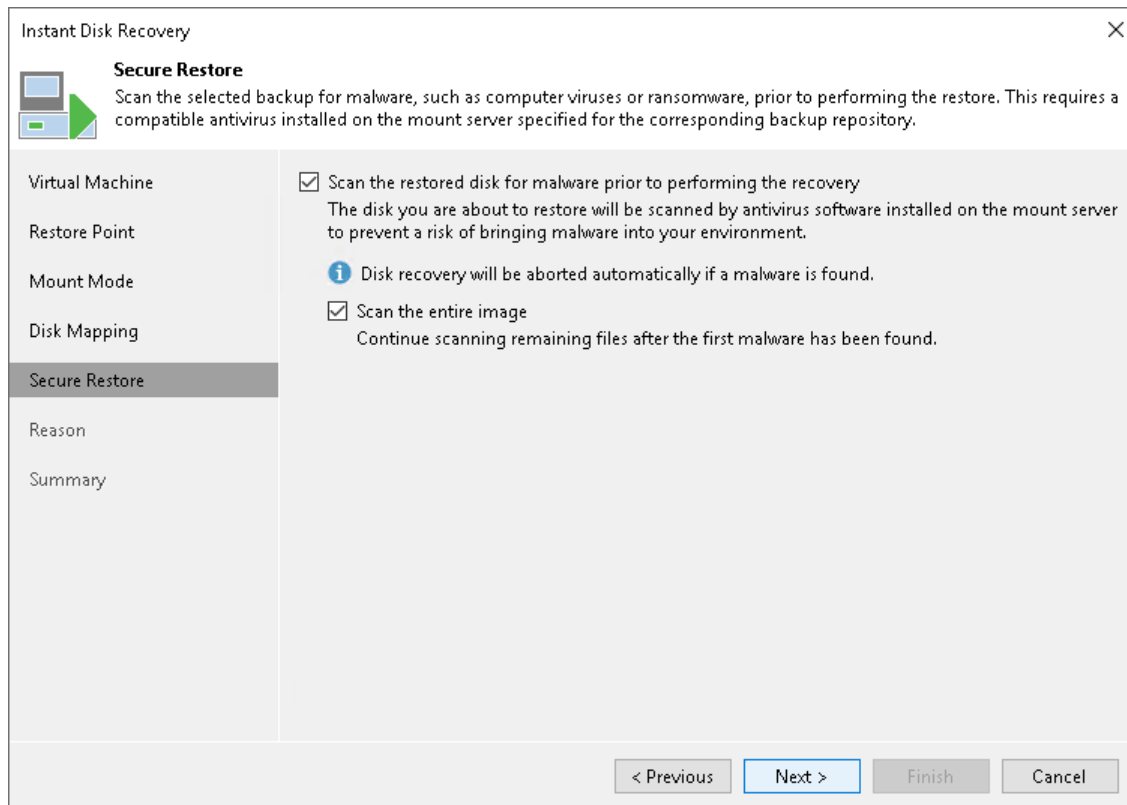 Instant Disk Recovery
Secure Restore
Scan the selected backup for malware, such as computer viruses or ransomware, prior to performing the restore. This requires a
compatible antivirus installed on the mount server specified for the corresponding backup repository.
Virtual Machine
Restore Point
Mount Mode
Disk Mapping
Secure Restore
Reason
Summary
Scan the restored disk for malware prior to performing the recovery
The disk you are about to restore will be scanned by antivirus software installed on the mount server
to prevent a risk of bringing malware into your environment.
Disk recovery will be aborted automatically if a malware is found.
Scan the entire image
Continue scanning remaining files after the first malware has been found.
< Previous
Next >
Finish
Cancel